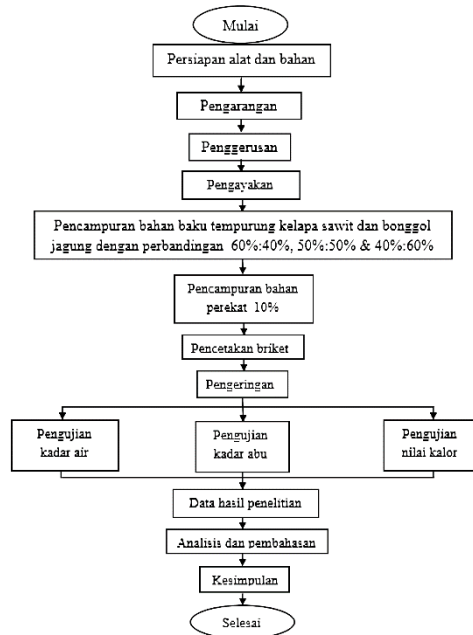 Mulai
Persiapan alat dan bahan
Pengarangan
Penggerusan
Pengayakan
Pencampuran bahan baku tempurung kelapa sawit dan bonggol
jagung dengan perbandingan 60%:40%, 50%:50% & 40%:60%
Pencampuran bahan
perekat 10%
Pencetakan briket
Pengeringan
Pengujian
kadar air
Pengujian
kadar abu
Pengujian
nilai kalor
Data hasil penelitian
Analisis dan pembahasan
Kesimpulan
Selesai